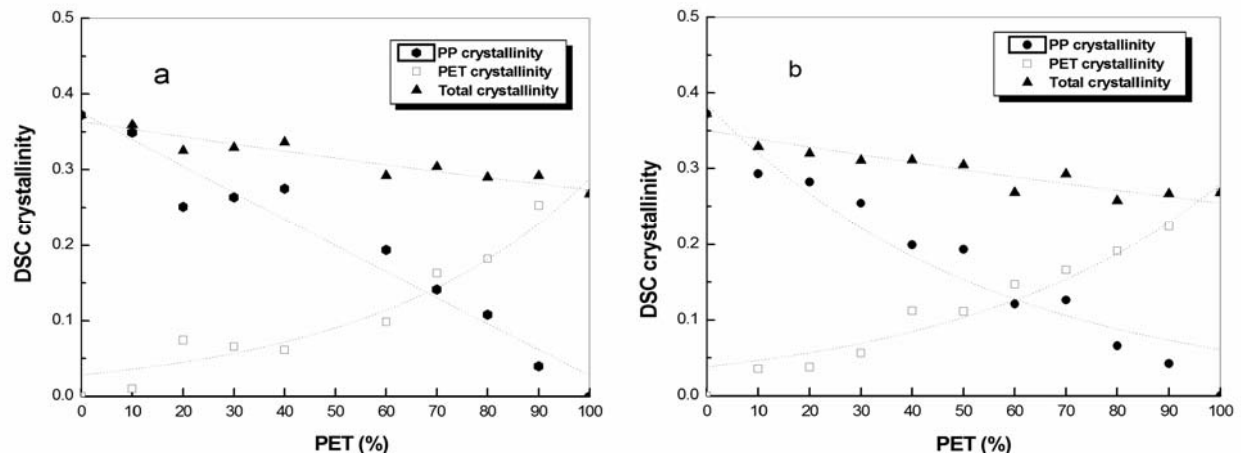 0.5
0.4
0.3
0.2
0.1
0.0
DSC crystallinity
a
PP crystallinity
PET crystallinity
Total crystallinity
0 10 20 30 40 50 60 70 80 90 100
PET (%)
0.5
0.4
0.3
0.2
0.1
0.0
DSC crystallinity
b
PP crystallinity
PET crystallinity
Total crystallinity
0 10 20 30 40 50 60 70 80 90 100
PET (%)